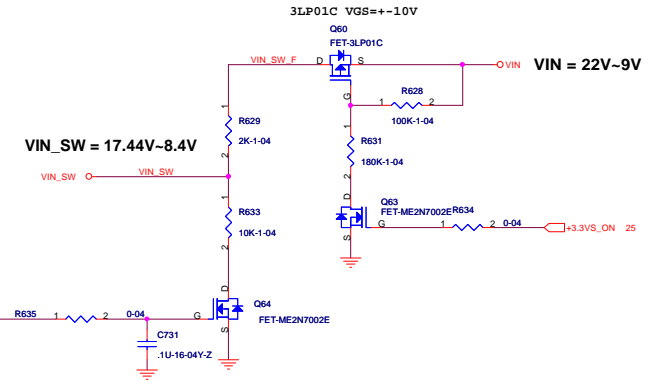 3LP01C VGS=+-10V
Q60
FET-3LP01C
VIN_SW_F
D
S
VIN
VIN = 22V~9V
G
R628
1
2
100K-1-04
1
R629
2K-1-04
2
1
R631
180K-1-04
2
VIN_SW = 17.44V~8.4V
VIN_SW
VIN_SW
1
R633
10K-1-04
2
D
Q63
FET-ME2N7002E
G
S
R634
1
2
0-04
+3.3VS_ON 25
D
Q64
G
S
FET-ME2N7002E
R635
1
2
0-04
C731
.1U-16-04Y-Z